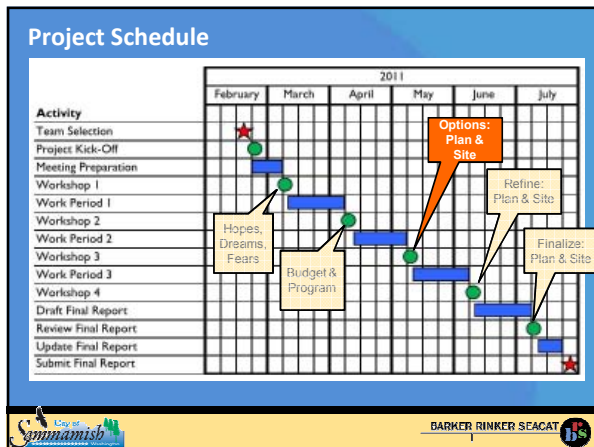 Project Schedule
2011
February March April May June July
Activity
Team Selection
Project Kick-Off
Meeting Preparation
Workshop 1
Work Period 1
Workshop 2
Work Period 2
Workshop 3
Work Period 3
Workshop 4
Draft Final Report
Review Final Report
Update Final Report
Submit Final Report
Options:
Plan &
Site
Refine:
Plan & Site
Hopes,
Dreams,
Fears
Finalize:
Plan & Site
Budget &
Program
City of
Sammamish
Washington
BARKER RINKER SEACAT
brs